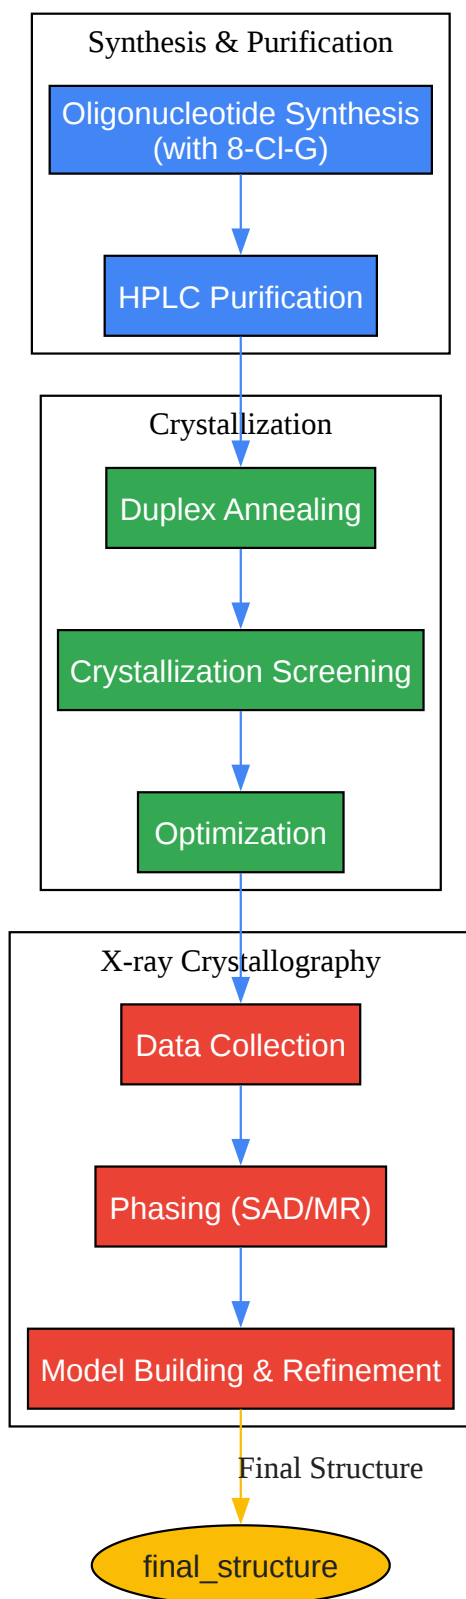 Synthesis & Purification
Oligonucleotide Synthesis
(with 8-Cl-G)
HPLC Purification
Crystallization
Duplex Annealing
Crystallization Screening
Optimization
X-ray Crystallography
Data Collection
Phasing (SAD/MR)
Model Building & Refinement
Final Structure
final_structure